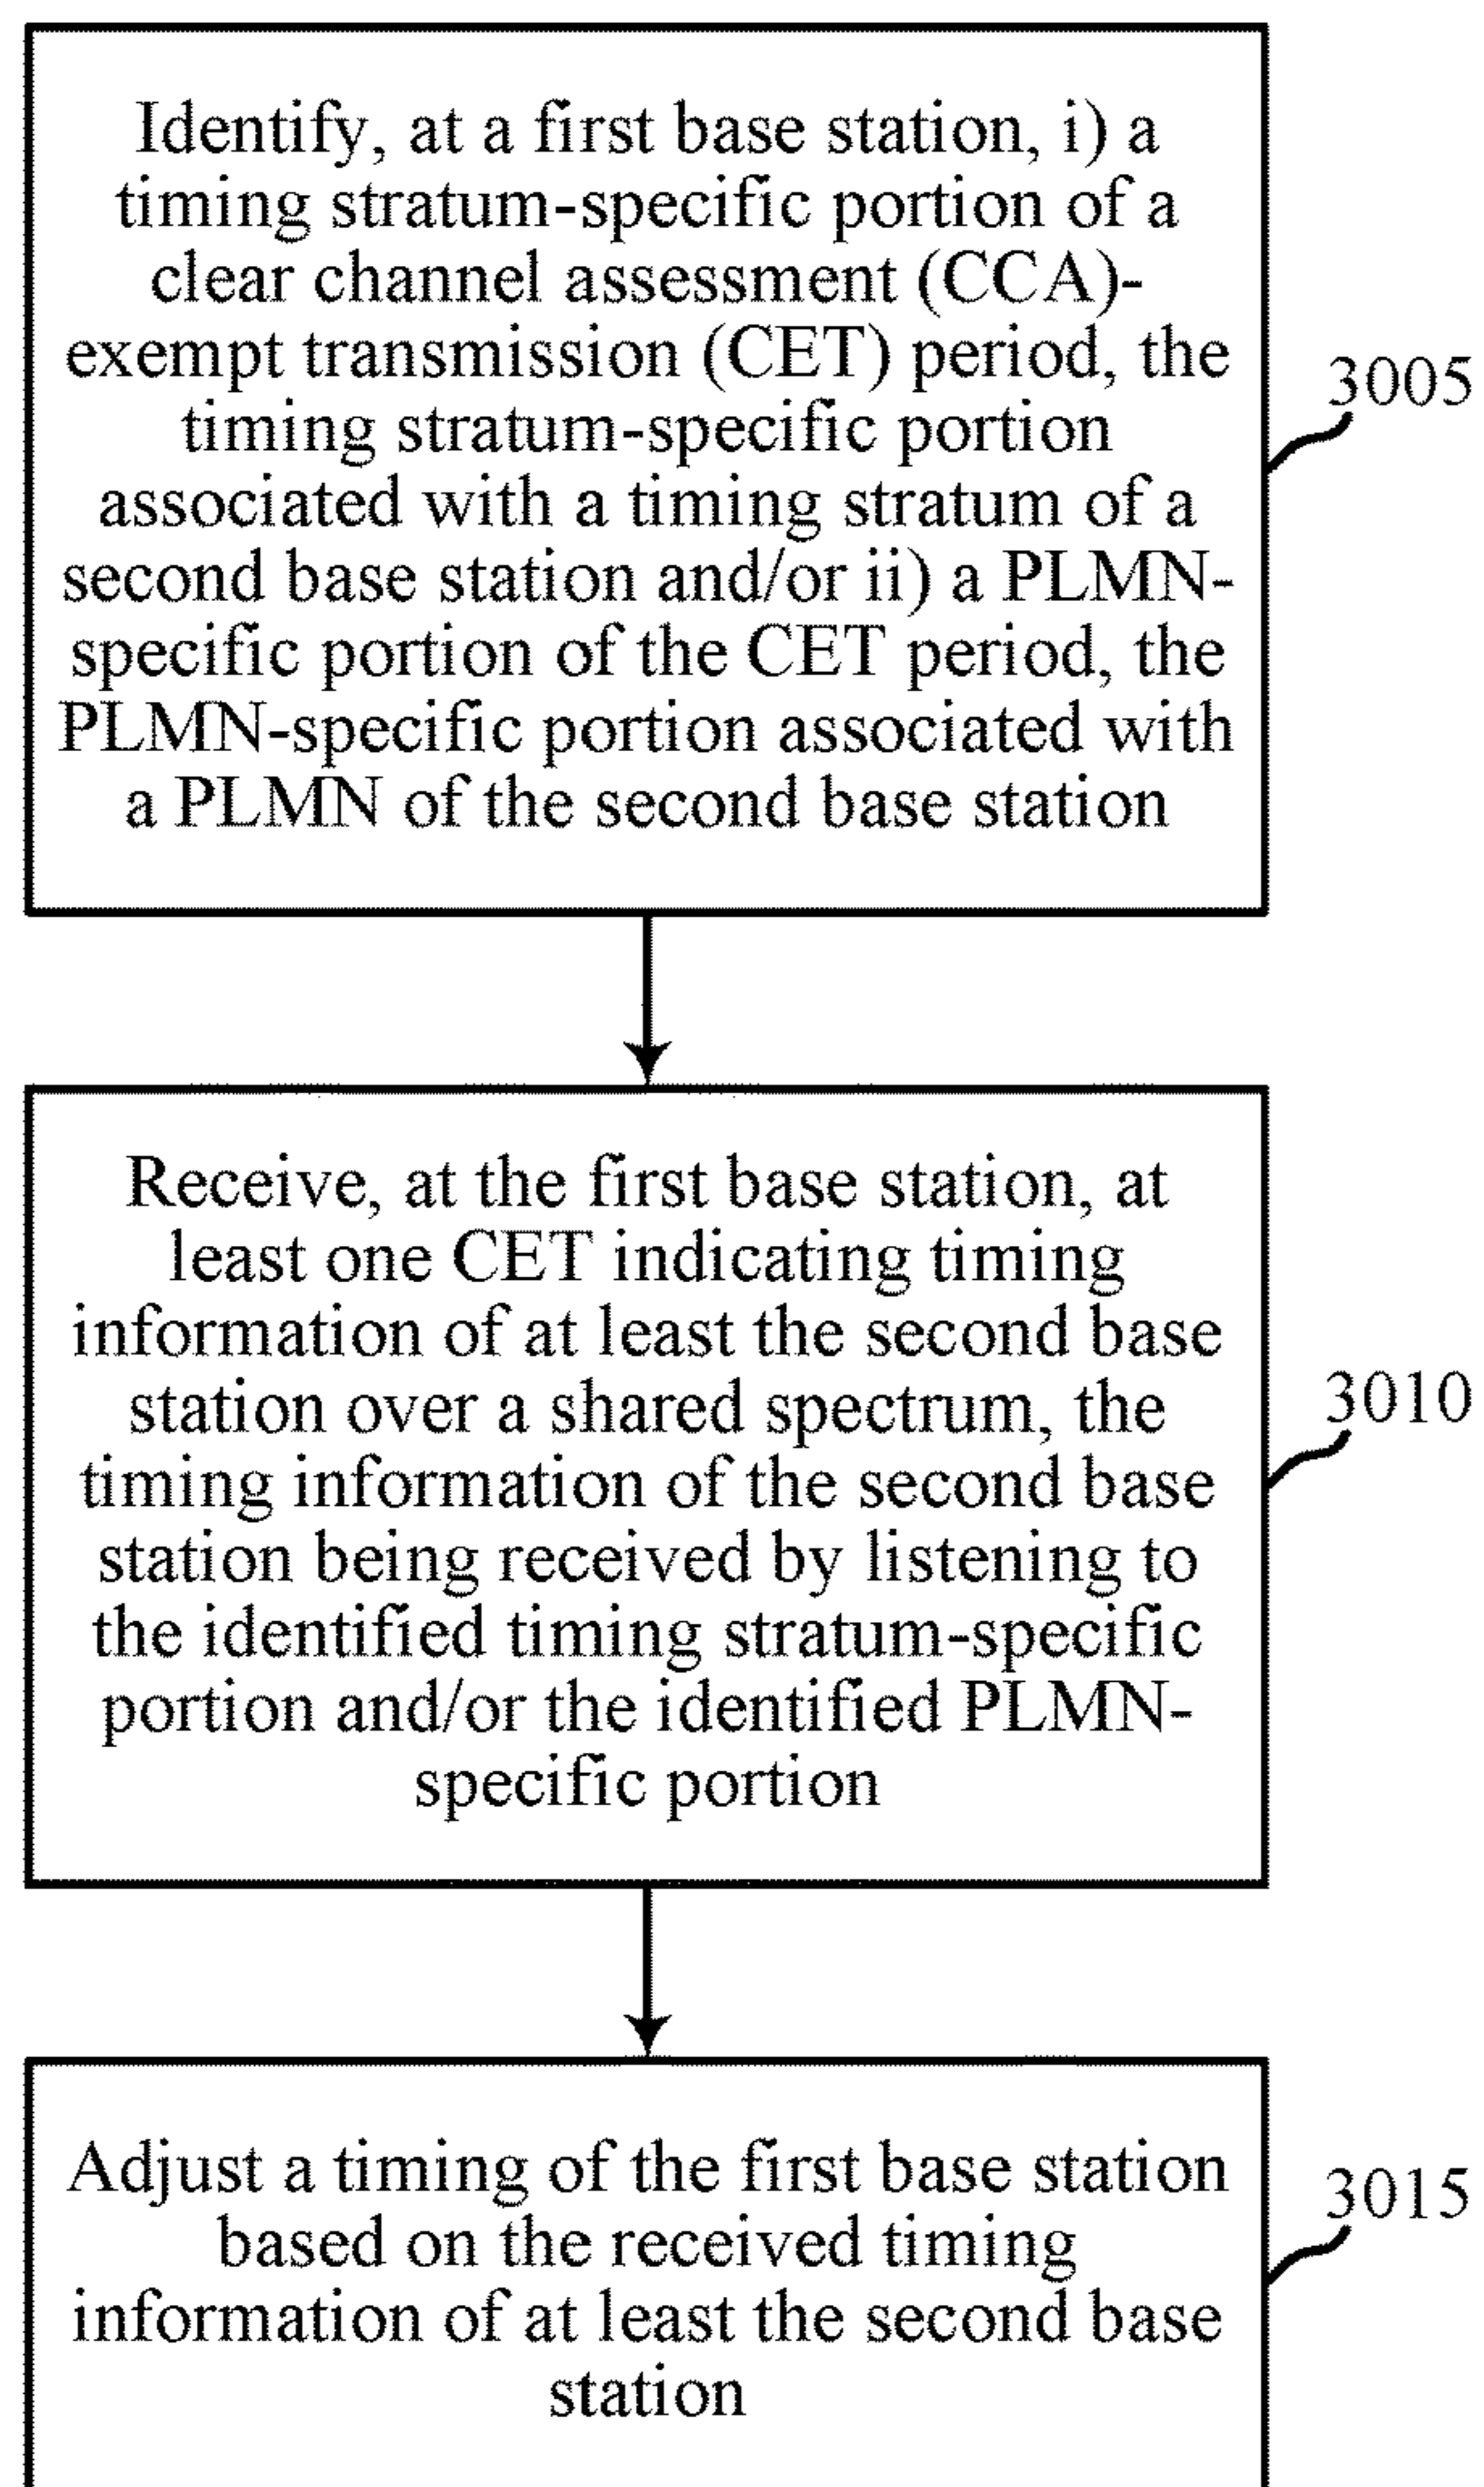 Identify, at a first base station, i) a
timing stratum-specific portion of a
clear channel assessment (CCA)-
exempt transmission (CET) period, the
timing stratum-specific portion
associated with a timing stratum of a
second base station and/or ii) a PLMN-
specific portion of the CET period, the
PLMN-specific portion associated with
a PLMN of the second base station
3005
Receive, at the first base station, at
least one CET indicating timing
information of at least the second base
station over a shared spectrum, the
timing information of the second base
station being received by listening to
the identified timing stratum-specific
portion and/or the identified PLMN-
specific portion
3010
Adjust a timing of the first base station
based on the received timing
information of at least the second base
station
3015